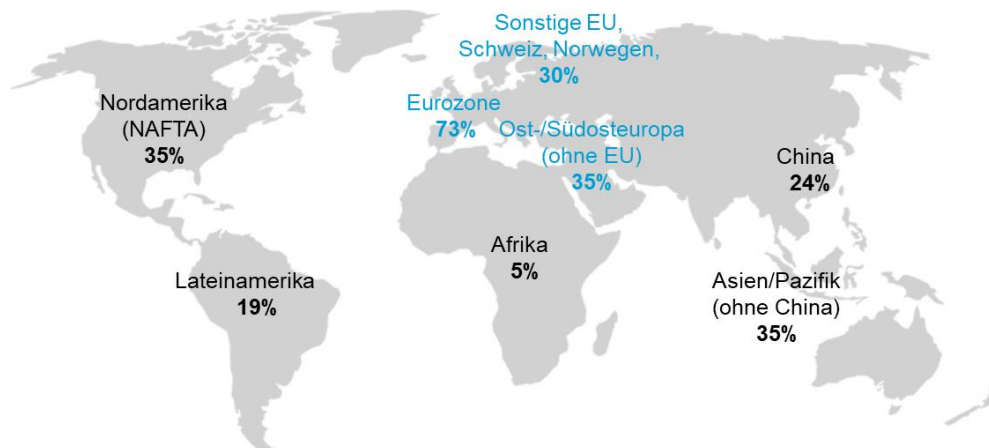 Sonstige EU,
Schweiz, Norwegen,
30%
Nordamerika
(NAFTA)
35%
Eurozone
73%
Ost-/Südosteuropa
(ohne EU)
35%
China
24%
Afrika
5%
Lateinamerika
19%
Asien/Pazifik
(ohne China)
35%